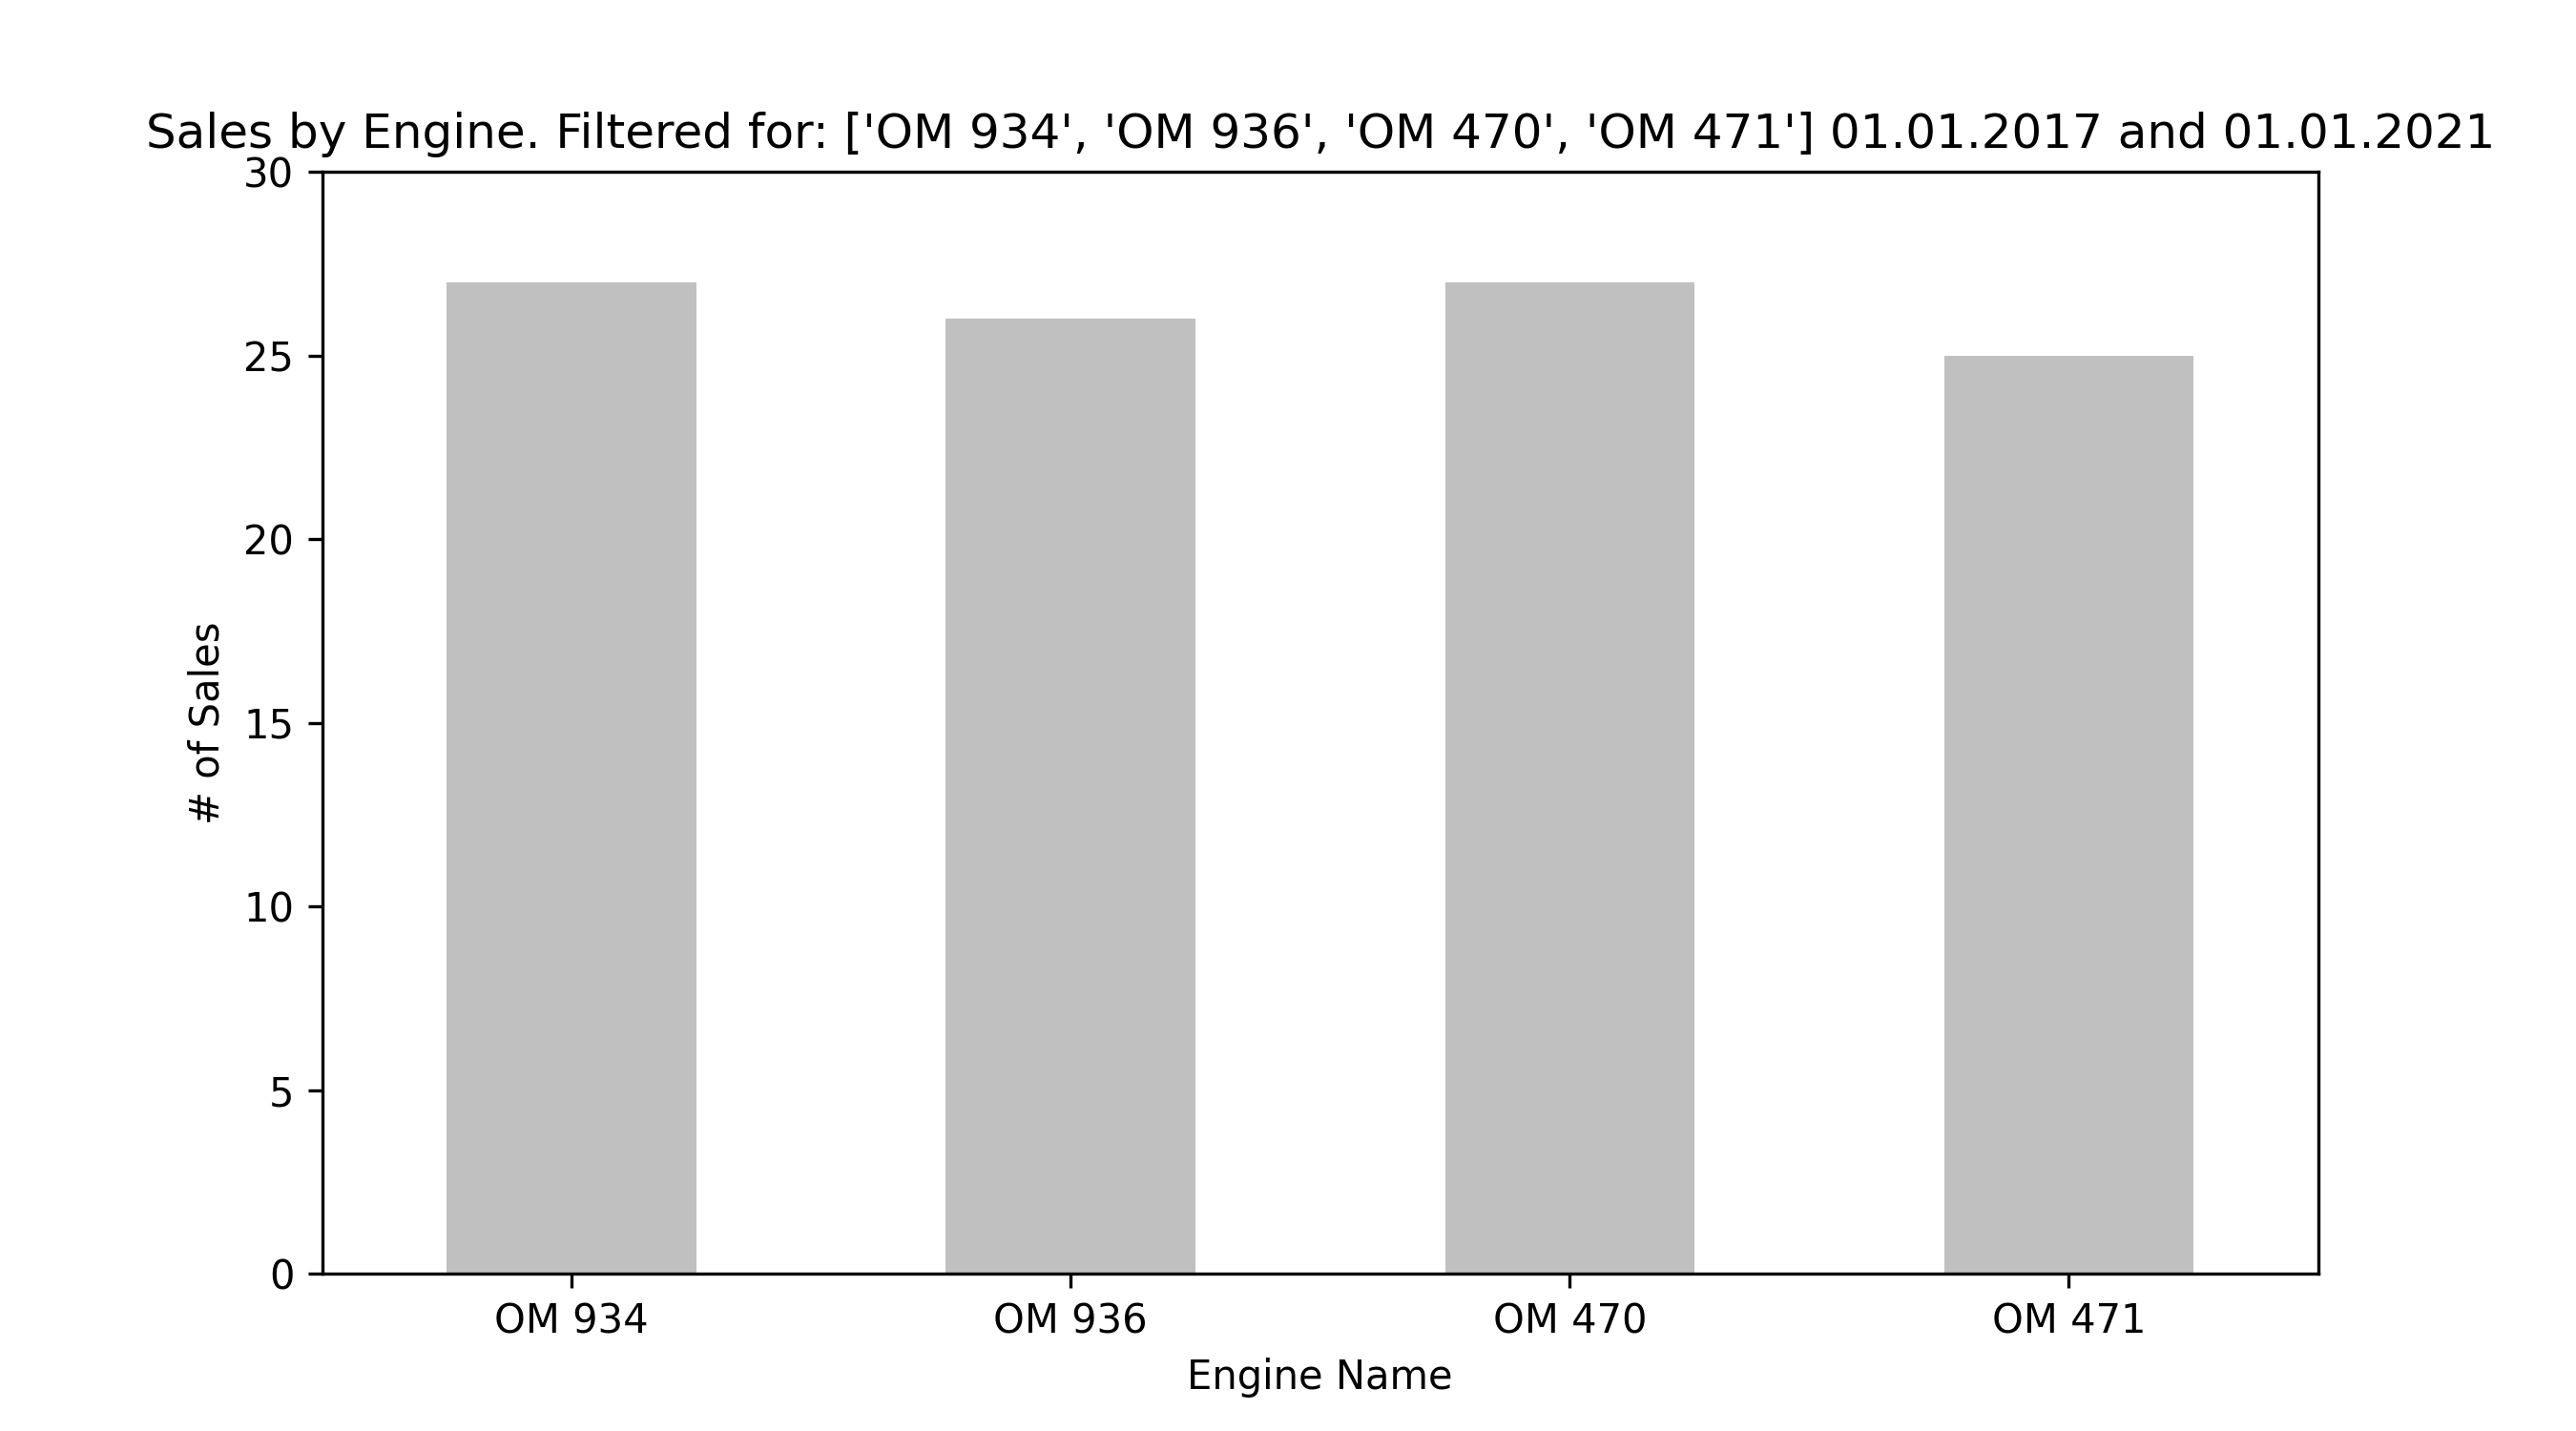 Sales by Engine. Filtered for: ['OM 934', 'OM 936', 'OM 470', 'OM 471'] 01.01.2017 and 01.01.2021
30
25
20
15
10
5
0
# of Sales
OM 934 OM 936 OM 470 OM 471
Engine Name